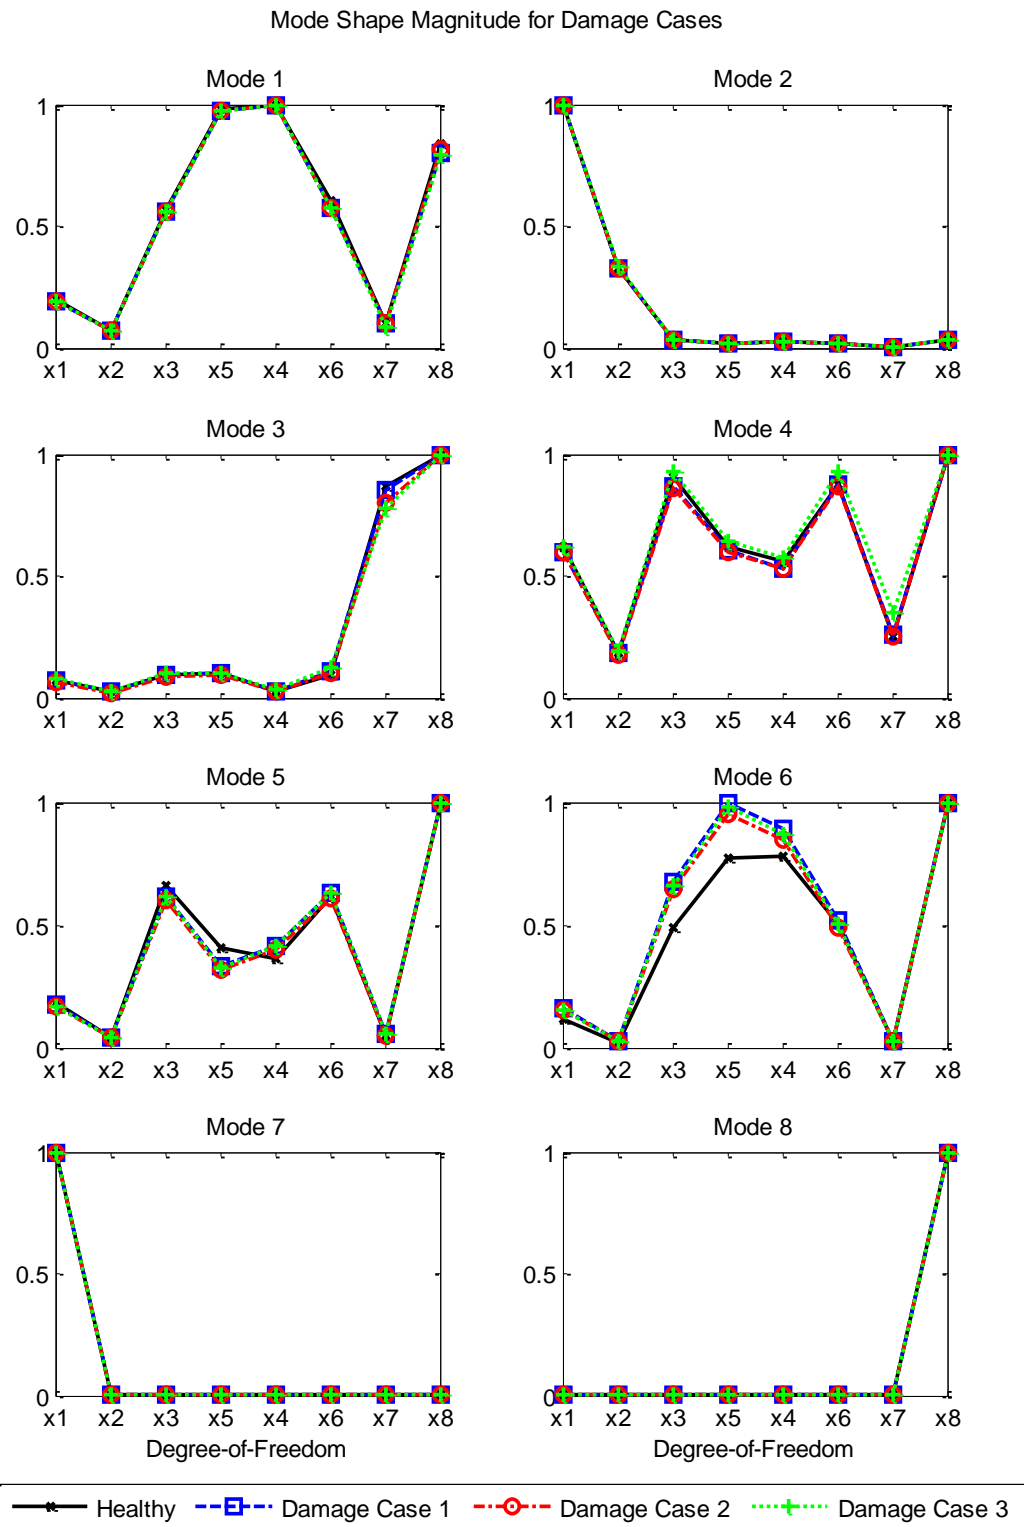 Mode Shape Magnitude for Damage Cases
Mode 1
Mode 2
1
0.5
0
x1 x2 x3 x5 x4 x6 x7 x8
1
0.5
0
x1 x2 x3 x5 x4 x6 x7 x8
Mode 3
Mode 4
1
0.5
0
x1 x2 x3 x5 x4 x6 x7 x8
1
0.5
0
x1 x2 x3 x5 x4 x6 x7 x8
Mode 5
Mode 6
1
0.5
0
x1 x2 x3 x5 x4 x6 x7 x8
1
0.5
0
x1 x2 x3 x5 x4 x6 x7 x8
Mode 7
Mode 8
1
0.5
0
x1 x2 x3 x5 x4 x6 x7 x8
Degree-of-Freedom
1
0.5
0
x1 x2 x3 x5 x4 x6 x7 x8
Degree-of-Freedom
Healthy Damage Case 1 Damage Case 2 Damage Case 3